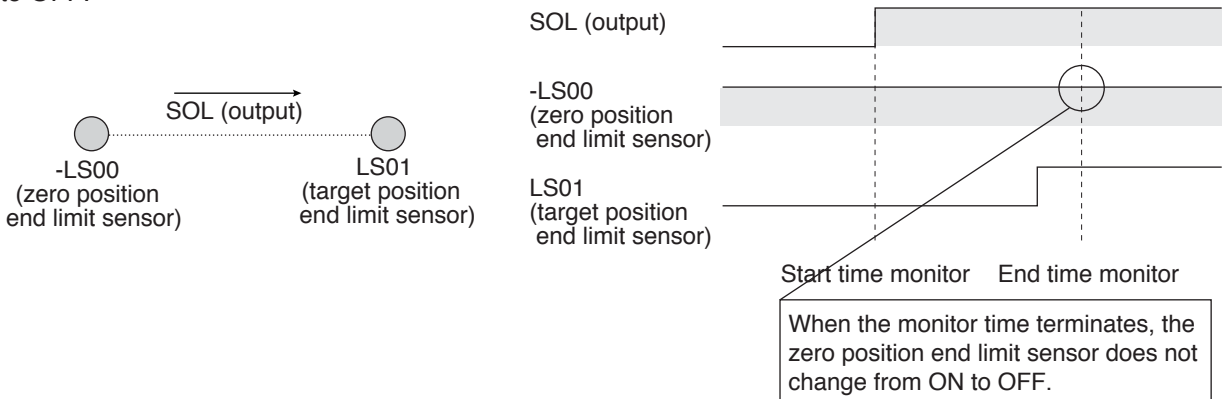 SOL (output)
-LS00
(zero position
end limit sensor)
LS01
(target position
end limit sensor)
SOL (output)
-LS00
(zero position
end limit sensor)
LS01
(target position
end limit sensor)
Start time monitor
End time monitor
When the monitor time terminates, the
zero position end limit sensor does not
change from ON to OFF.